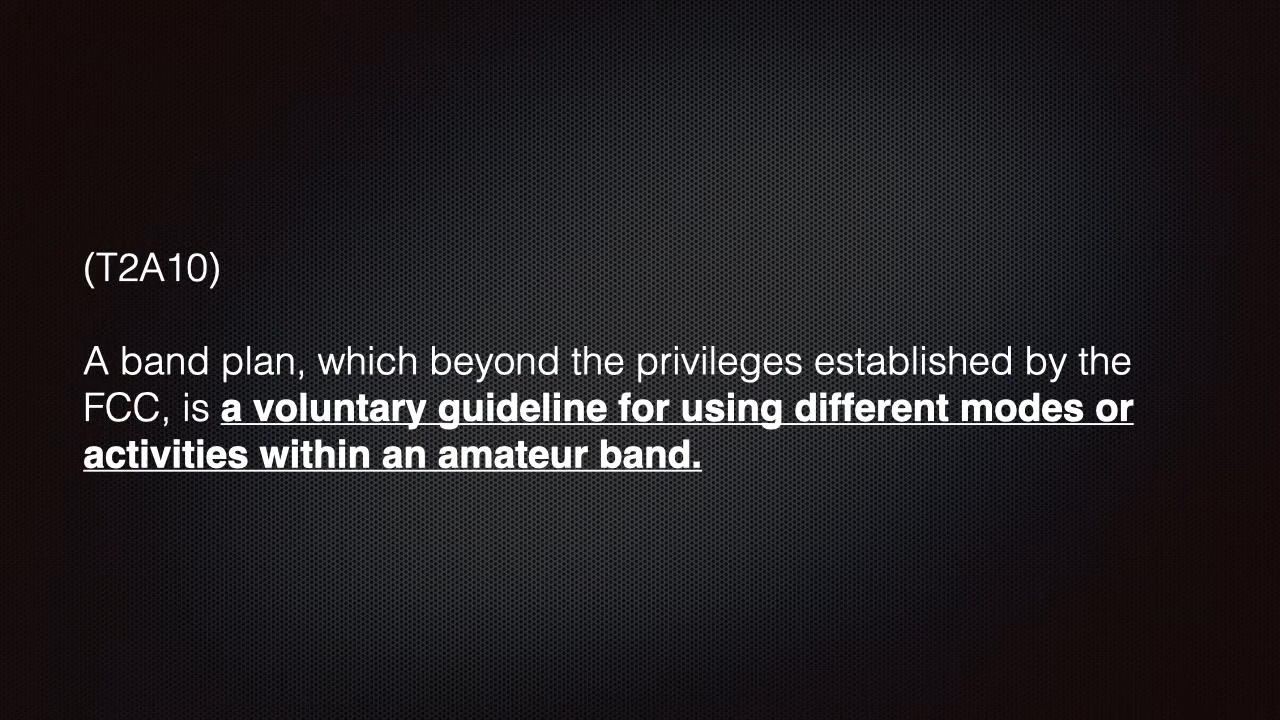 (T2A10)
A band plan, which beyond the privileges established by the
FCC, is a voluntary guideline for using different modes or
activities within an amateur band.